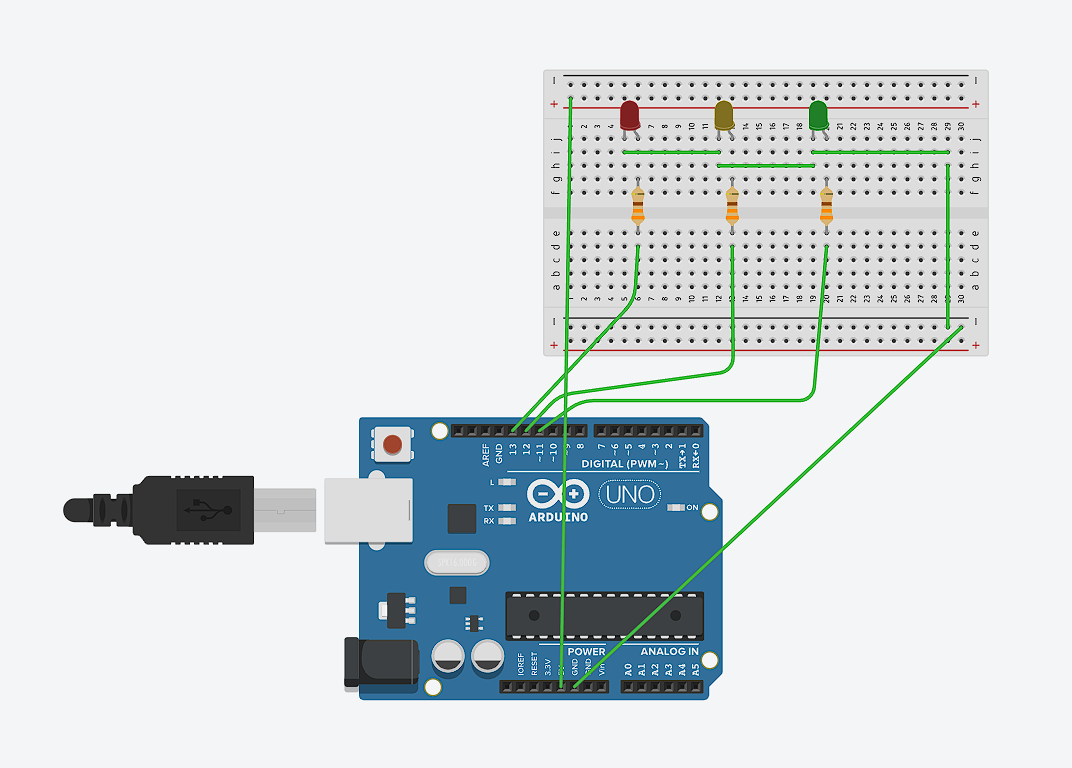 − −
+ +
1 2 3 4 5 6 7 8 9 10 11 12 13 14 15 16 17 18 19 20 21 22 23 24 25 26 27 28 29 30
j j
i i
h h
g g
f f
e e
d d
c c
b b
a a
1 2 3 4 5 6 7 8 9 10 11 12 13 14 15 16 17 18 19 20 21 22 23 24 25 26 27 28 29 30
− −
+ +
AREF GND 13 12 ~11 ~10 ~9 8 7 ~6 ~5 4 ~3 2 TX→1 RX←0
DIGITAL (PWM ~)
L
TX
RX
UNO
ARDUINO
ON
POWER ANALOG IN
IOREF RESET 3.3V GND GND Vin A0 A1 A2 A3 A4 A5